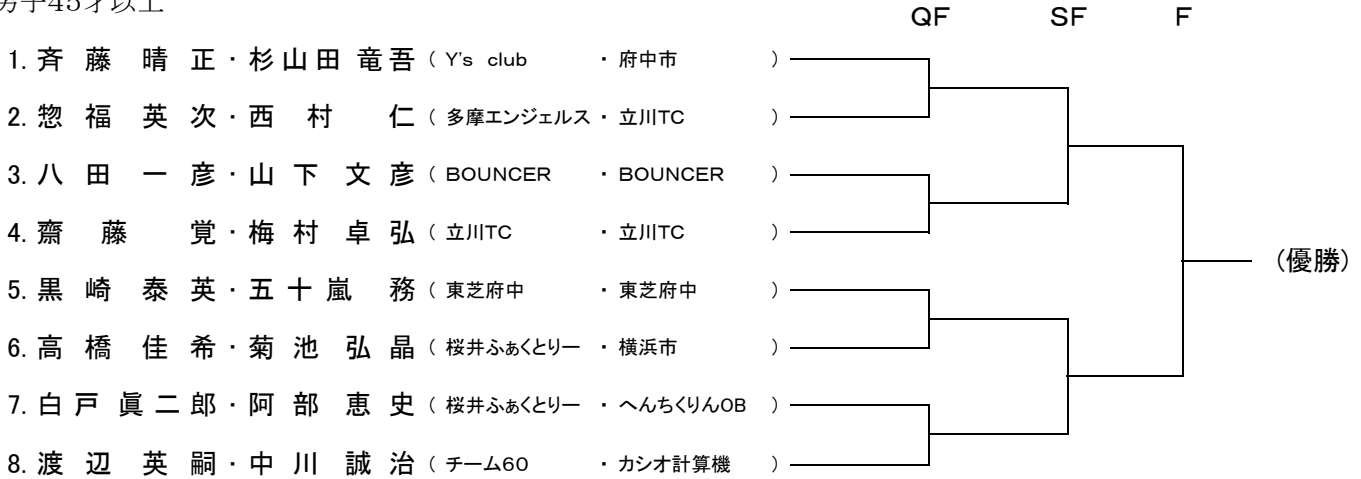 男子45才以上
QF SF F
1. 斉藤 晴正・杉山田 竜吾 ( Y's club ・ 府中市 )
2. 惣福 英次・西村 仁 ( 多摩エンジェルス ・ 立川TC )
3. 八田 一彦・山下 文彦 ( BOUNCER ・ BOUNCER )
4. 齋藤 覚・梅村 卓弘 ( 立川TC ・ 立川TC )
(優勝)
5. 黒崎 泰英・五十嵐 務 ( 東芝府中 ・ 東芝府中 )
6. 高橋 佳希・菊池 弘晶 ( 桜井ふぁくとりー ・ 横浜市 )
7. 白戸 眞二郎・阿部 恵史 ( 桜井ふぁくとりー ・ へんちくりんOB )
8. 渡辺 英嗣・中川 誠治 ( チーム60 ・ カシオ計算機 )